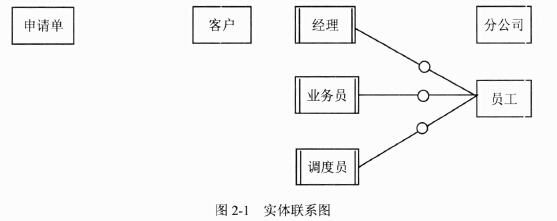 申请单
客户
经理
分公司
业务员
员工
调度员
图 2-1 实体联系图